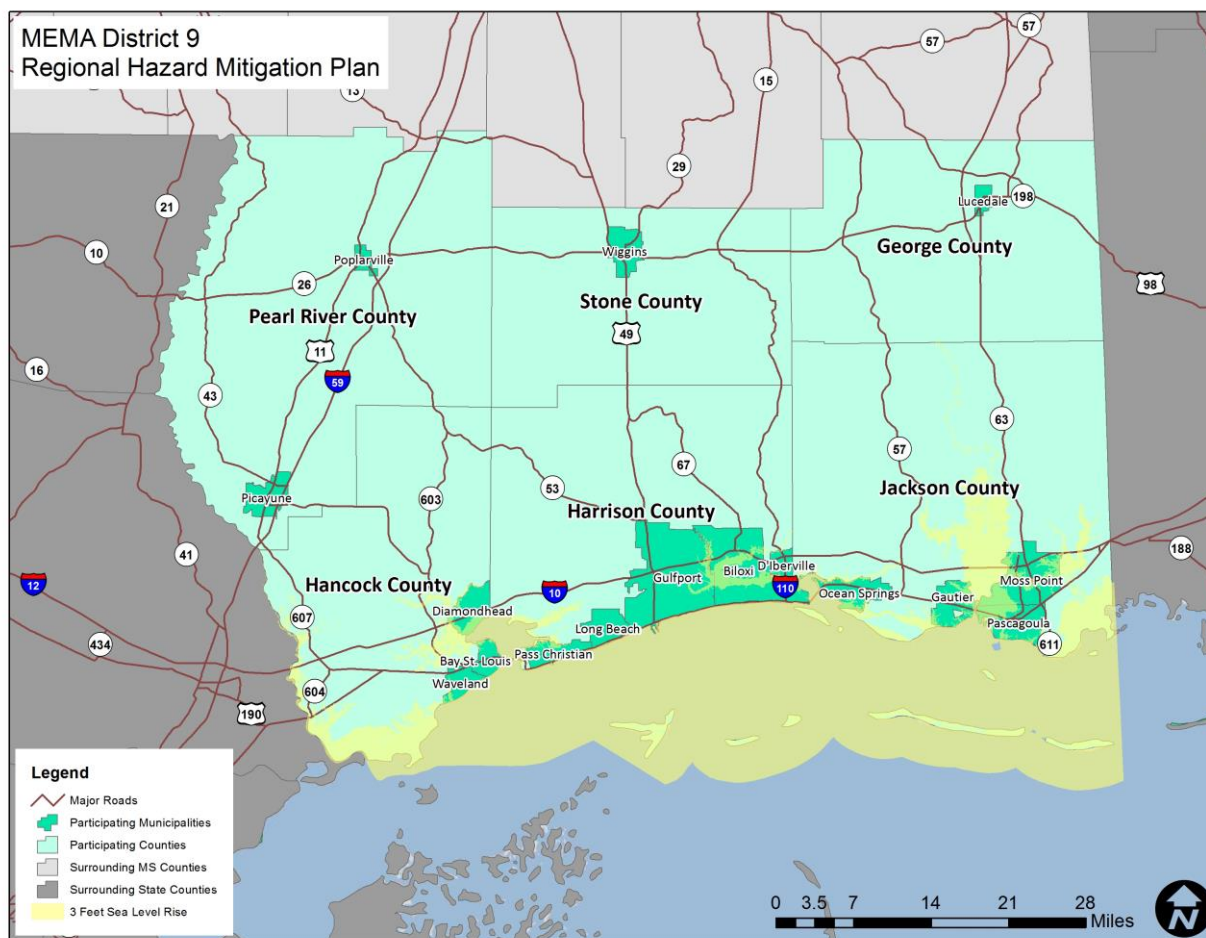 MEMA District 9
Regional Hazard Mitigation Plan
57
57
13
15
29
21
Lucedale
198
Wiggins
George County
10
Poplarville
26
Stone County
98
Pearl River County
49
11
16
59
43
63
57
67
Jackson County
Picayune
603
53
Harrison County
41
188
12
Hancock County
10
Gulfport
Biloxi
D'Iberville
110
Moss Point
Ocean Springs
Gautier
Diamondhead
607
Long Beach
Pascagoula
434
Bay St. Louis
Pass Christian
611
Waveland
604
190
Legend
Major Roads
Participating Municipalities
Participating Counties
Surrounding MS Counties
Surrounding State Counties
3 Feet Sea Level Rise
0 3.5 7 14 21 28
Miles
N